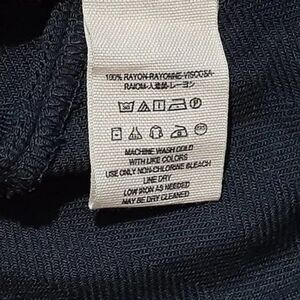 100% RAYON-RAYONNE-VISCOSA-
RAIOM-人造絲-レーヨン
MACHINE WASH COLD
WITH LIKE COLORS
USE ONLY NON-CHLORINE BLEACH
LINE DRY
LOW IRON AS NEEDED
MAY BE DRY CLEANED